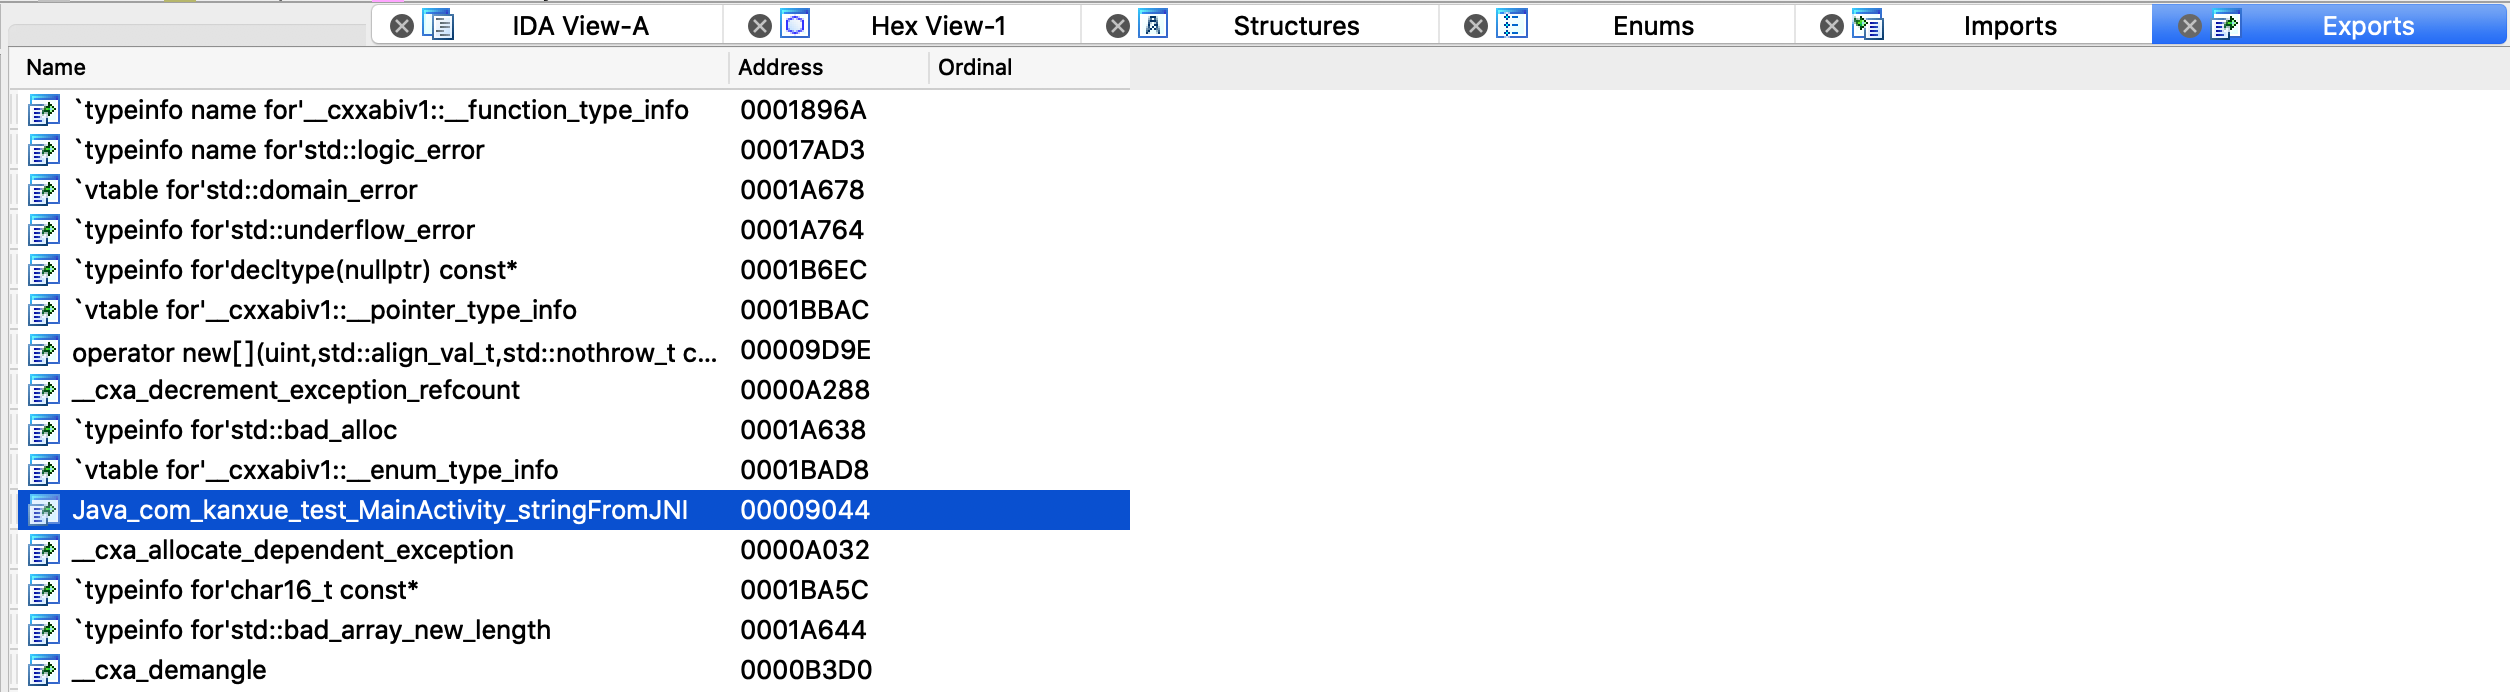 IDA View-A Hex View-1 Structures Enums Imports Exports
Name Address Ordinal
`typeinfo name for'__cxxabiv1::__function_type_info 0001896A
`typeinfo name for'std::logic_error 00017AD3
`vtable for'std::domain_error 0001A678
`typeinfo for'std::underflow_error 0001A764
`typeinfo for'decltype(nullptr) const* 0001B6EC
`vtable for'__cxxabiv1::__pointer_type_info 0001BBAC
operator new[](uint,std::align_val_t,std::nothrow_t c... 00009D9E
__cxa_decrement_exception_refcount 0000A288
`typeinfo for'std::bad_alloc 0001A638
`vtable for'__cxxabiv1::__enum_type_info 0001BAD8
Java_com_kanxue_test_MainActivity_stringFromJNI 00009044
__cxa_allocate_dependent_exception 0000A032
`typeinfo for'char16_t const* 0001BA5C
`typeinfo for'std::bad_array_new_length 0001A644
__cxa_demangle 0000B3D0